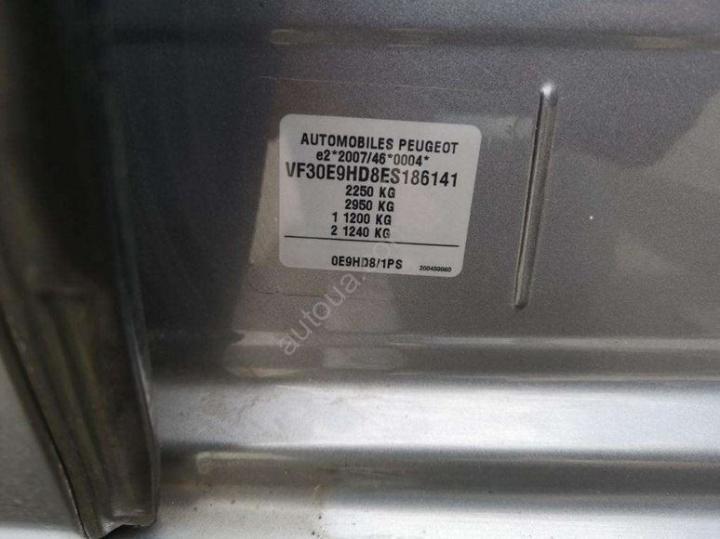 AUTOMOBILES PEUGEOT
e2*2007/46*0004*
VF30E9HD8ES186141
2250 KG
2950 KG
1 1200 KG
2 1240 KG
0E9HD8/1PS